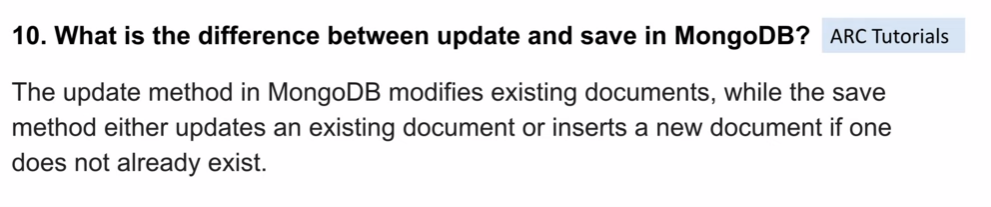 10. What is the difference between update and save in MongoDB? ARC Tutorials
The update method in MongoDB modifies existing documents, while the save
method either updates an existing document or inserts a new document if one
does not already exist.